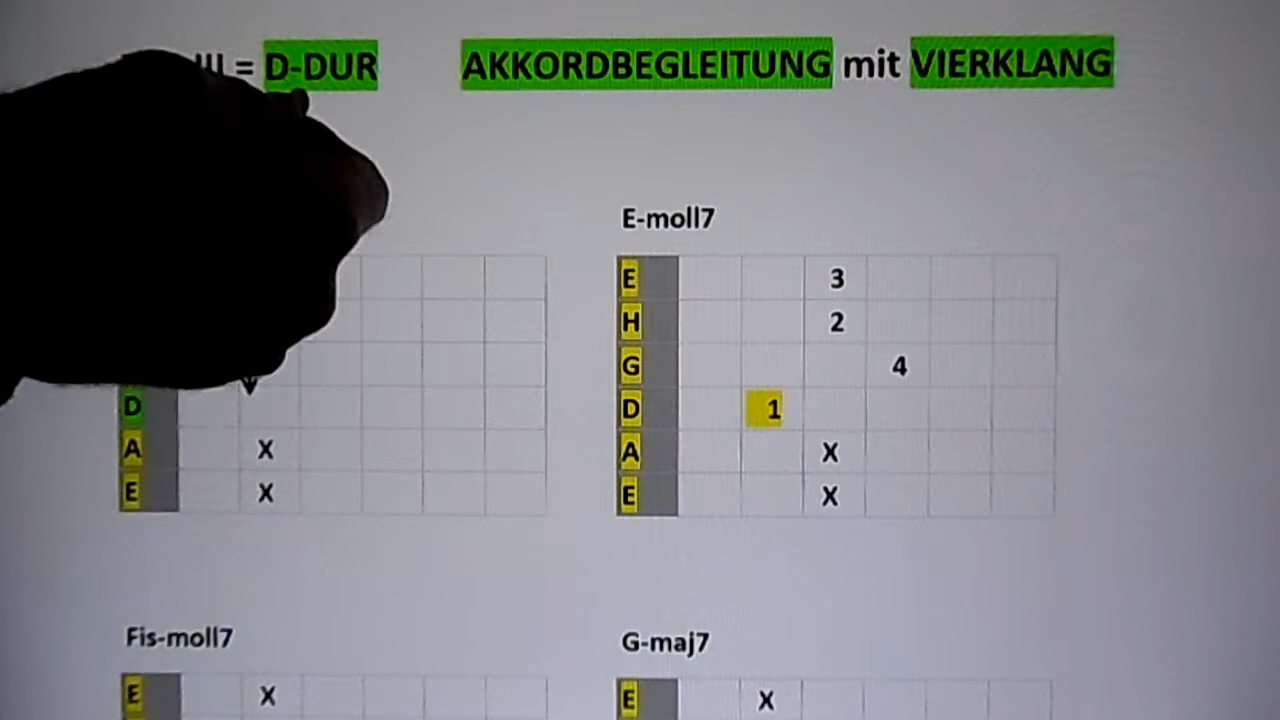 = D-DUR AKKORDBEGLEITUNG mit VIERKLANG
E-moll7
E 3
H 2
G 4
D
D 1
A X
A X
E X
E X
Fis-moll7
G-maj7
E X
E X